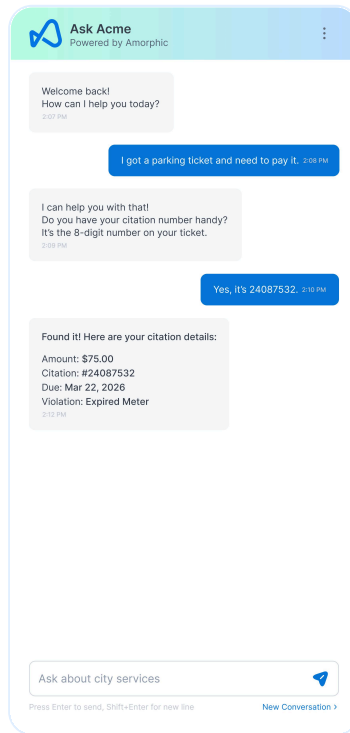 Ask Acme
Powered by Amorphic
Welcome back!
How can I help you today?
2:07 PM
I got a parking ticket and need to pay it. 2:08 PM
I can help you with that!
Do you have your citation number handy?
It's the 8-digit number on your ticket.
2:09 PM
Yes, it's 24087532. 2:10 PM
Found it! Here are your citation details:
Amount: $75.00
Citation: #24087532
Due: Mar 22, 2026
Violation: Expired Meter
2:12 PM
Ask about city services
Press Enter to send, Shift+Enter for new line
New Conversation ›